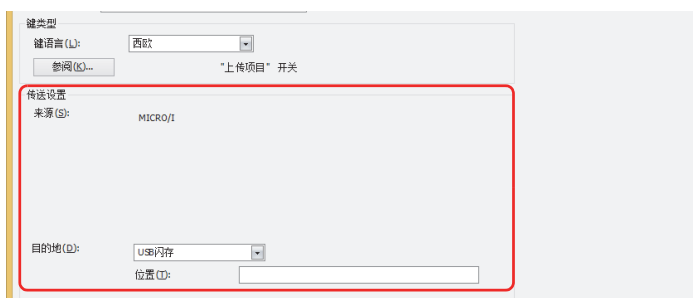 键类型
键语言(L): 西欧
参阅(K)... "上传项目" 开关
传送设置
来源(S): MICRO/I
目的地(D): USB闪存
位置(T):